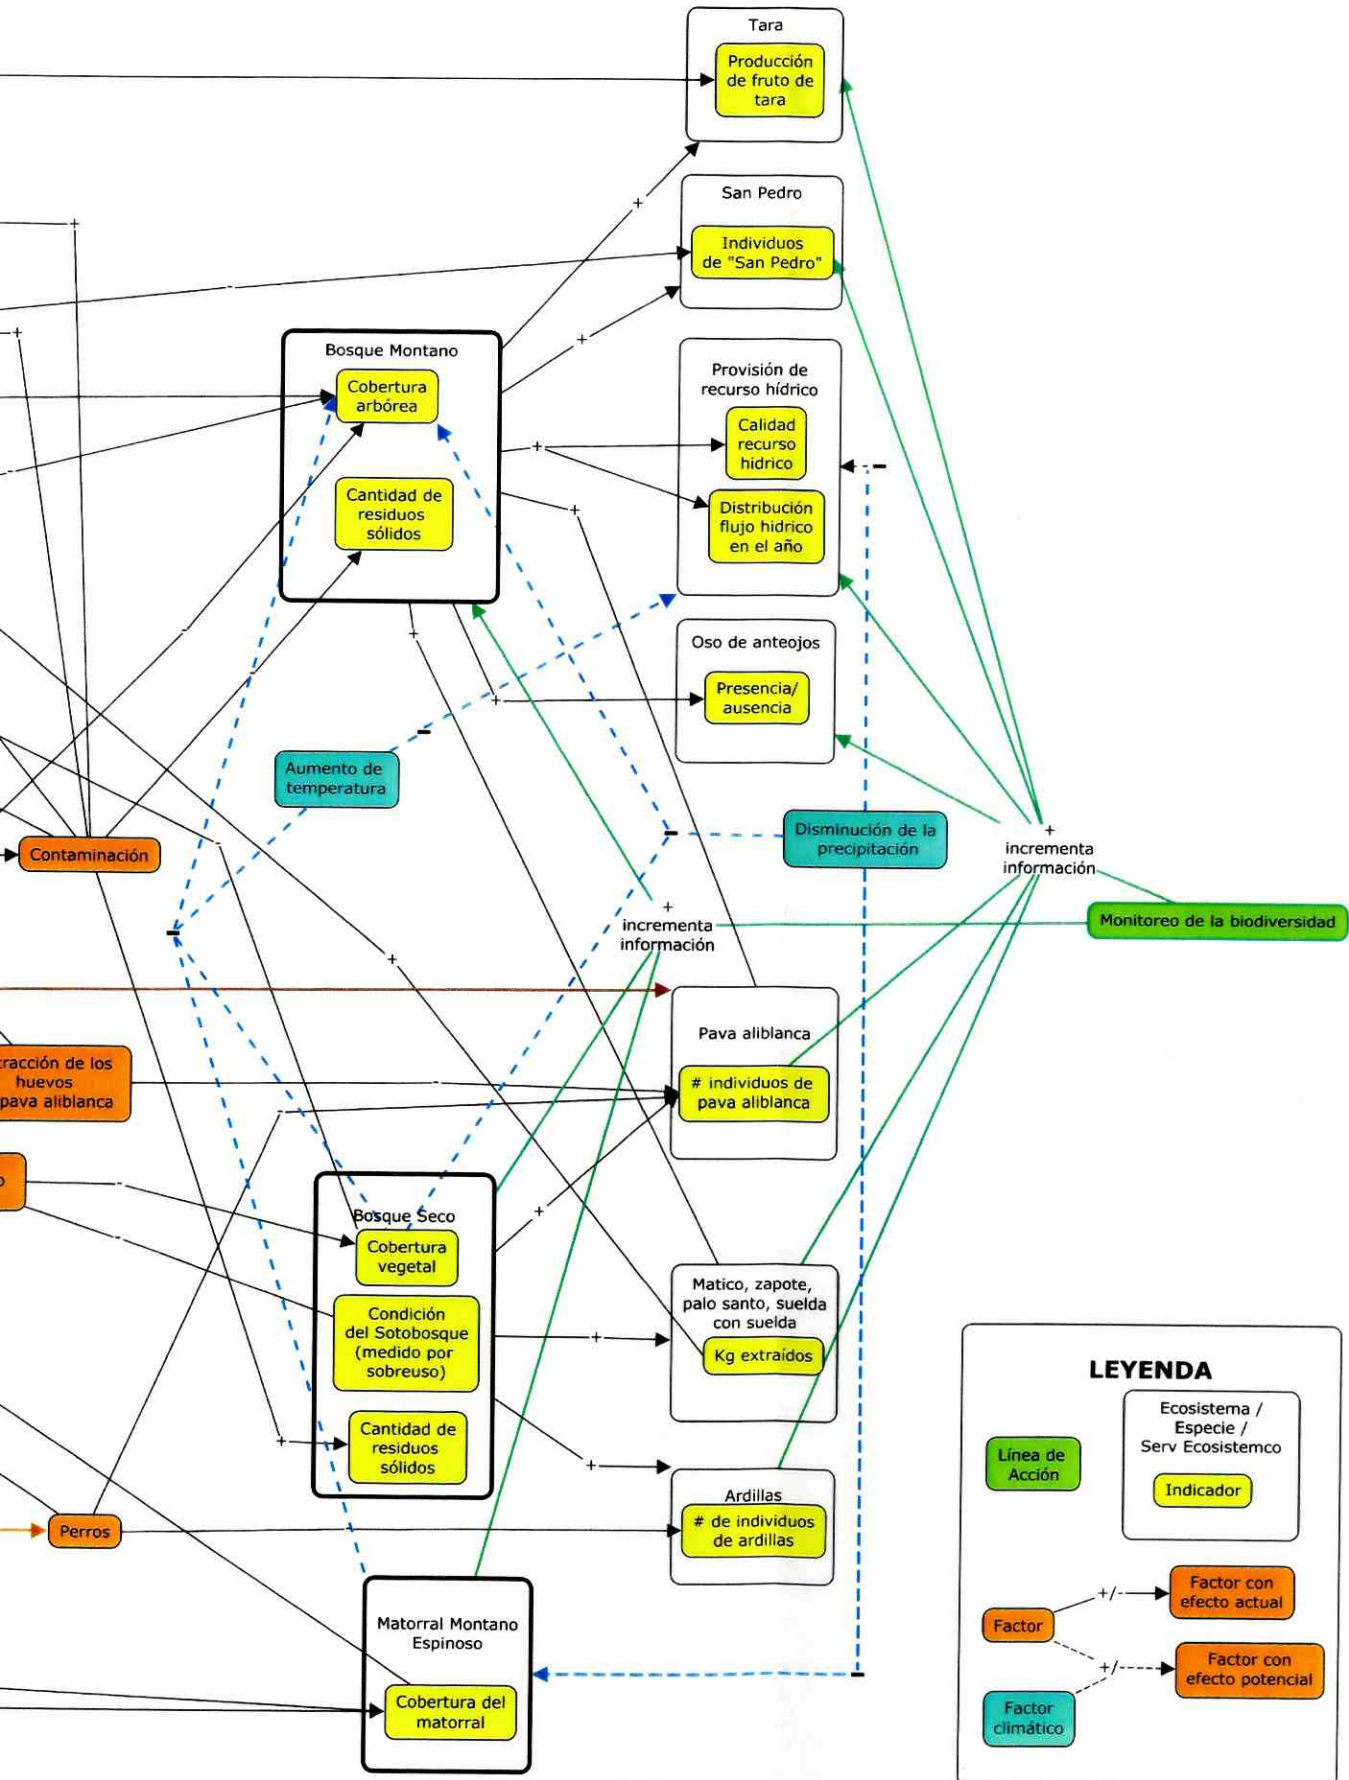 Tara
Producción
de fruto de
tara
San Pedro
+
Individuos
de "San Pedro"
+
-
+
+
Bosque Montano
Cobertura
arbórea
Cantidad de
residuos
sólidos
Provisión de
recurso hídrico
Calidad
recurso
hidrico
Distribución
flujo hidrico
en el año
+
-
-
+
-
+
-
Oso de anteojos
Presencia/
ausencia
+
-
Aumento de
temperatura
-
Disminución de la
precipitación
+
incrementa
información
Contaminación
-
-
+
incrementa
información
Monitoreo de la biodiversidad
+
Pava aliblanca
# individuos de
pava aliblanca
tracción de los
huevos
pava aliblanca
-
-
o
-
-
Bosque Seco
Cobertura
vegetal
Condición
del Sotobosque
(medido por
sobreuso)
Cantidad de
residuos
sólidos
+
Matico, zapote,
palo santo, suelda
con suelda
Kg extraídos
+
+
+
Ardillas
# de individuos
de ardillas
Perros
-
Matorral Montano
Espinoso
Cobertura del
matorral
-
LEYENDA
Línea de
Acción
Ecosistema /
Especie /
Serv Ecosistemco
Indicador
Factor
+/-
Factor con
efecto actual
+/-
Factor con
efecto potencial
Factor
climático